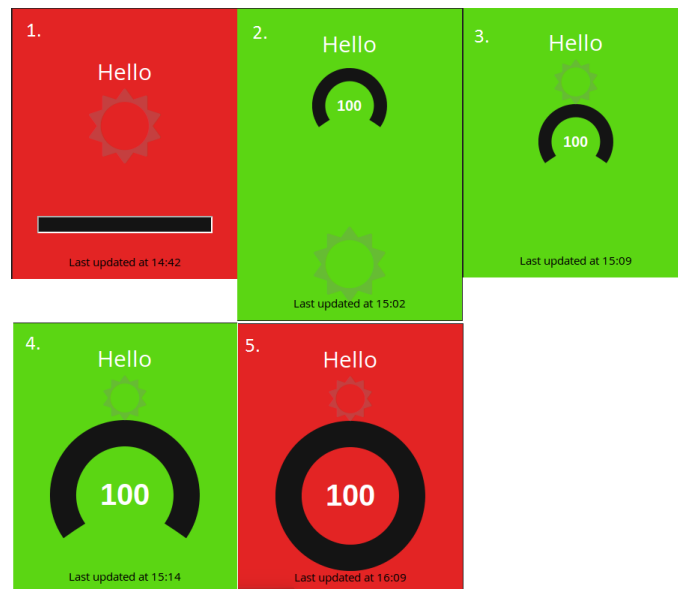 1.
Hello
Last updated at 14:42
2.
Hello
100
Last updated at 15:02
3.
Hello
100
Last updated at 15:09
4.
Hello
100
Last updated at 15:14
5.
Hello
100
Last updated at 16:09